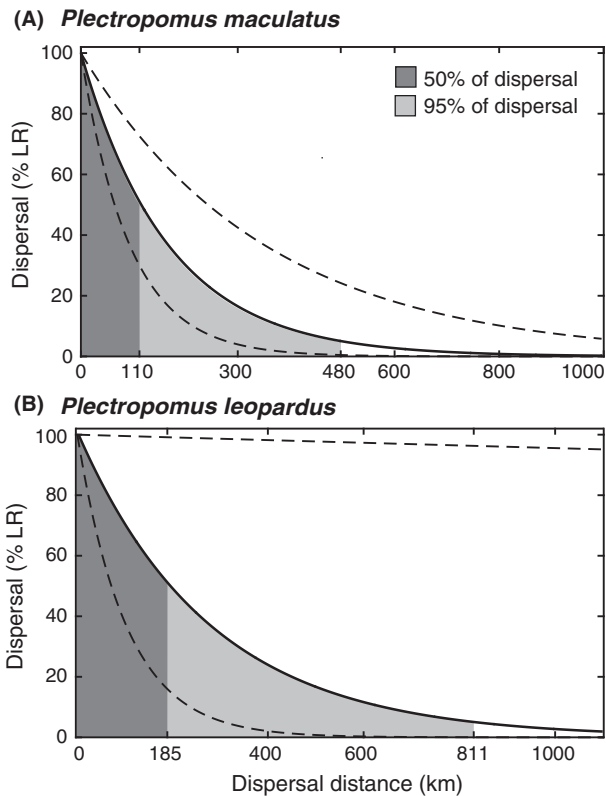 (A) Plectropomus maculatus
100
80
60
40
20
0
Dispersal (% LR)
50% of dispersal
95% of dispersal
0 110 300 480 600 800 1000
(B) Plectropomus leopardus
100
80
60
40
20
0
Dispersal (% LR)
0 185 400 600 811 1000
Dispersal distance (km)